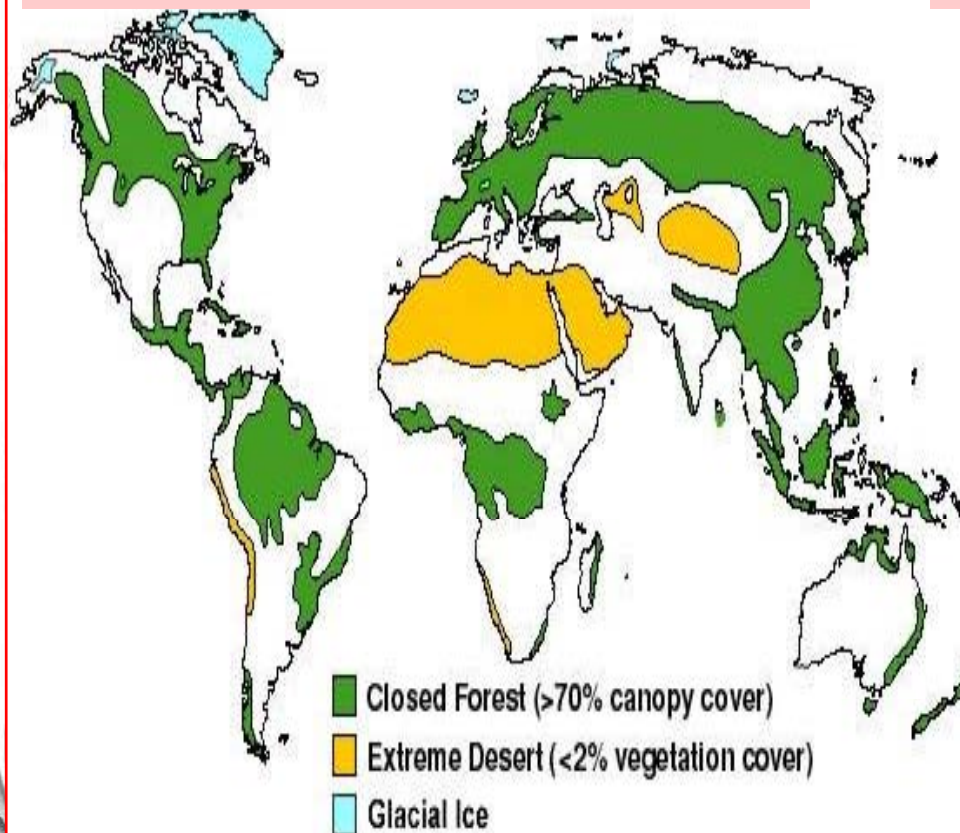 Closed Forest (>70% canopy cover)
Extreme Desert (<2% vegetation cover)
Glacial Ice